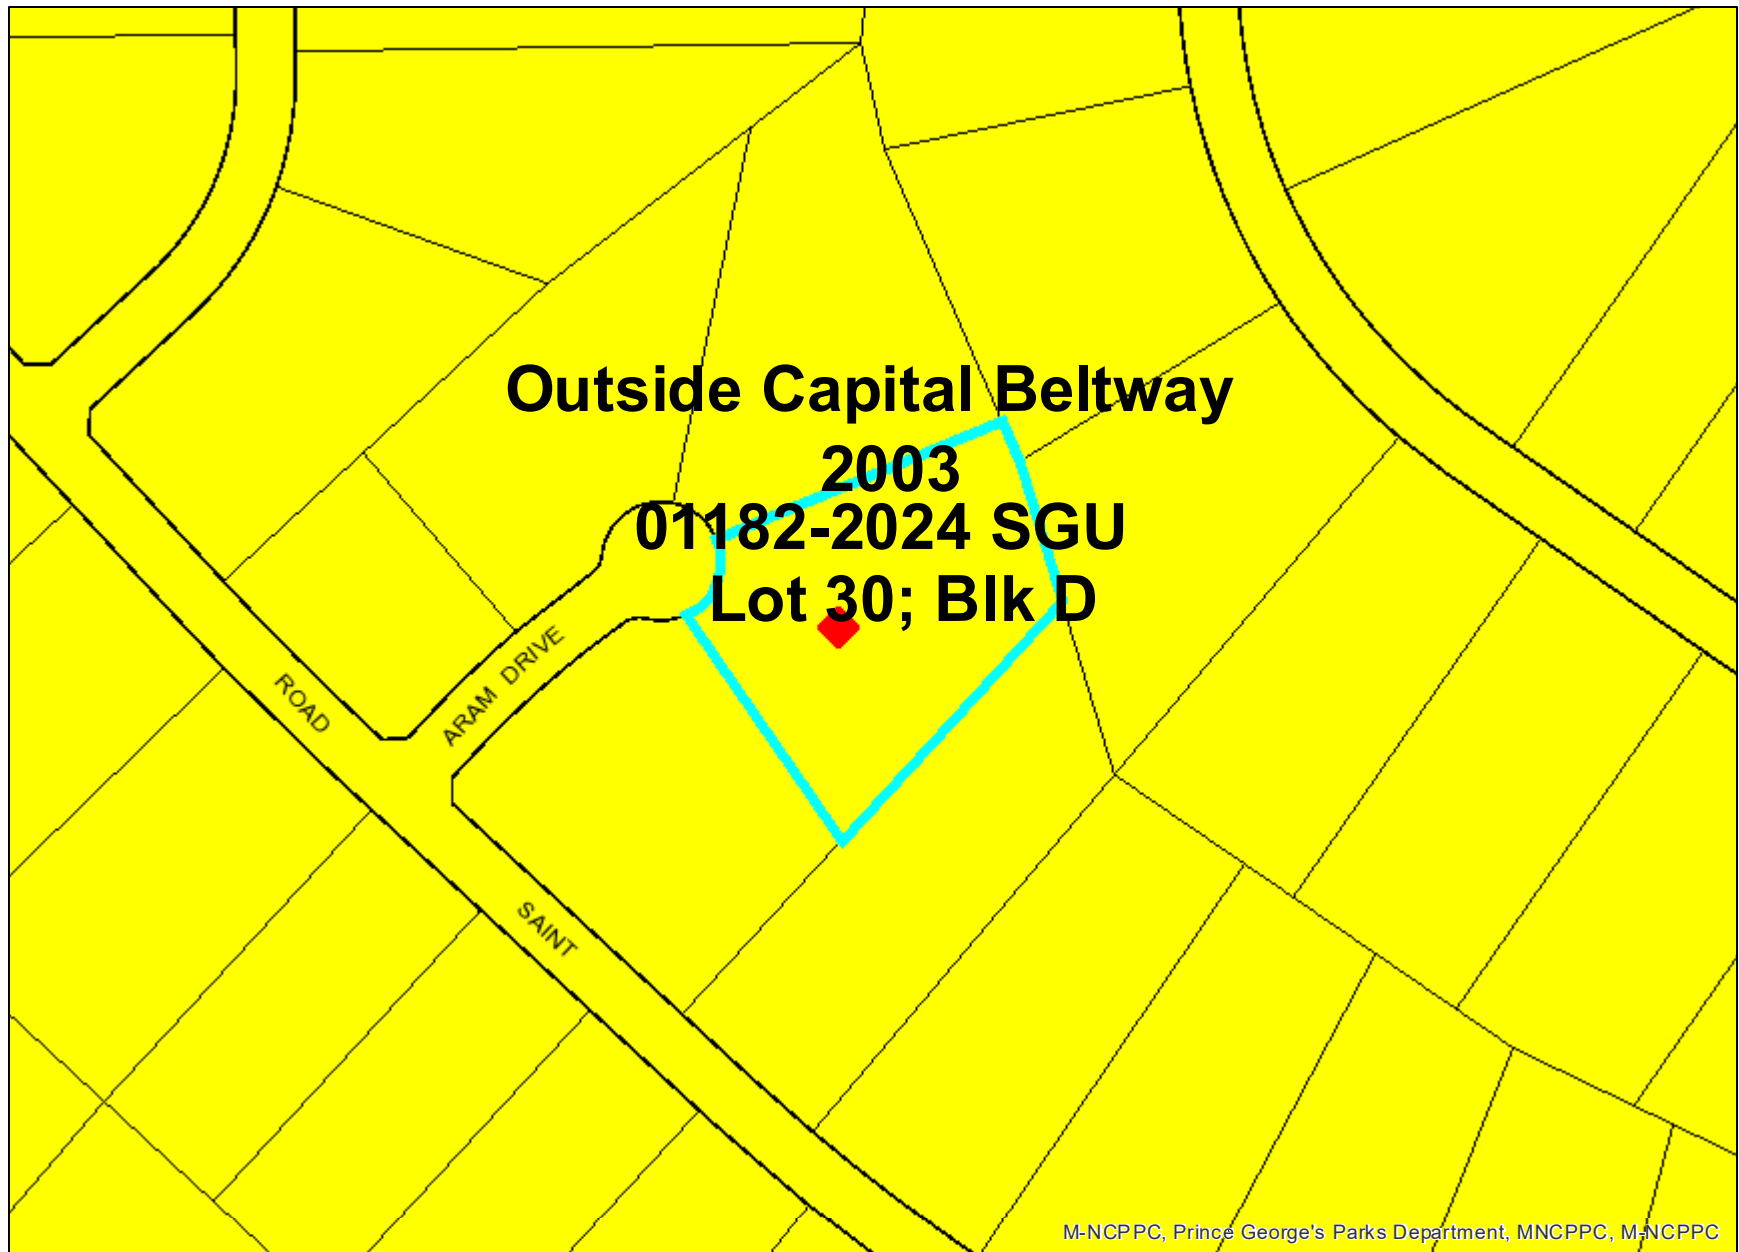 Outside Capital Beltway
2003
01182-2024 SGU
Lot 30; Blk D
ARAM DRIVE
ROAD
SAINT
M-NCPPC, Prince George's Parks Department, MNCPPC, M-NCPPC